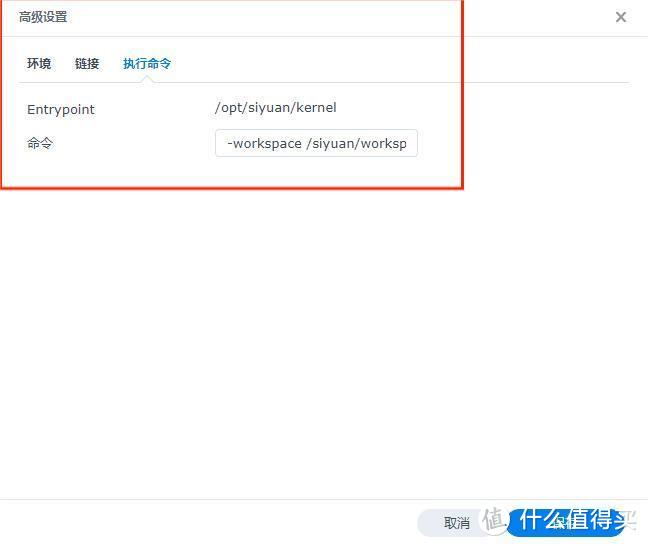 高级设置
环境 链接 执行命令
Entrypoint /opt/siyuan/kernel
命令 -workspace /siyuan/worksp
取消
值 什么值得买